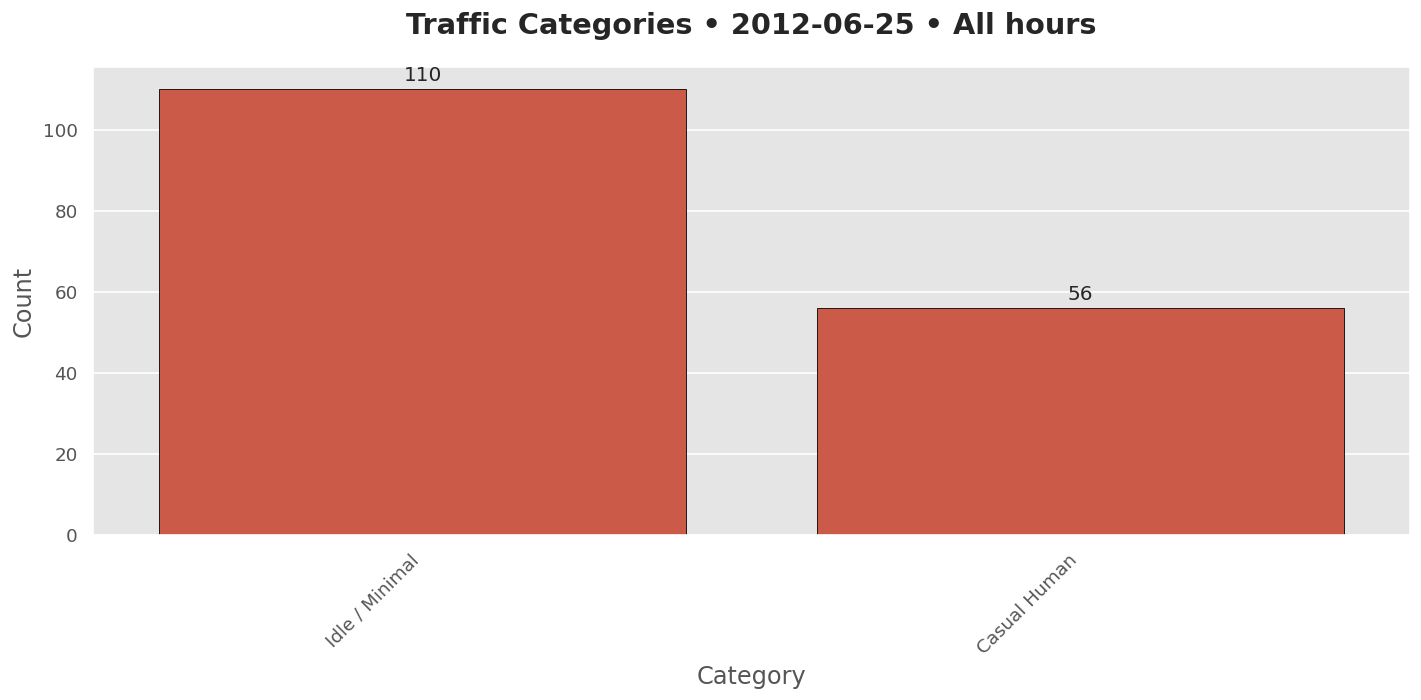 Traffic Categories • 2012-06-25 • All hours
110
100
80
60
56
40
20
0
Count
Idle / Minimal
Casual Human
Category